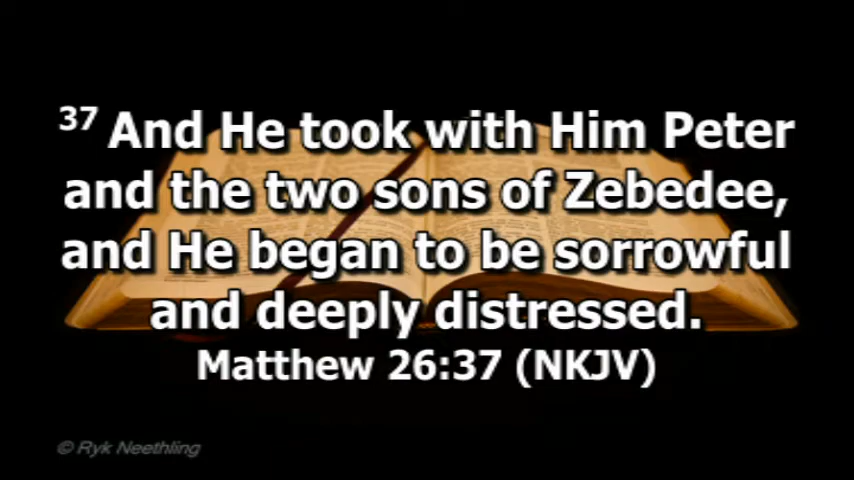 37 And He took with Him Peter
and the two sons of Zebedee,
and He began to be sorrowful
and deeply distressed.
Matthew 26:37 (NKJV)
© Ryk Neethling